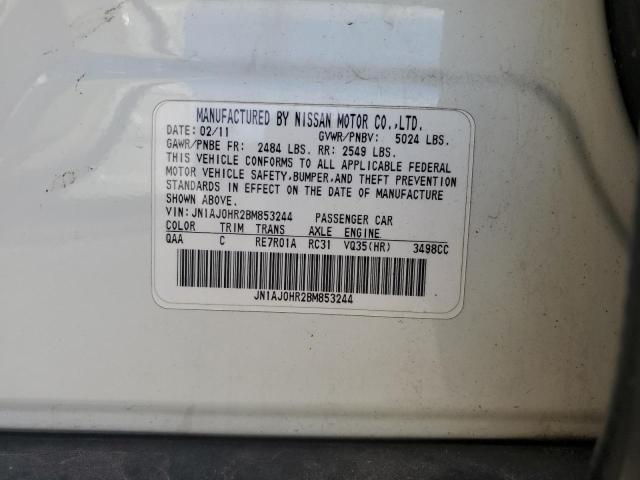 MANUFACTURED BY NISSAN MOTOR CO.,LTD.
DATE: 02/11 GVWR/PNBV: 5024 LBS.
GAWR/PNBE FR: 2484 LBS. RR: 2549 LBS.
THIS VEHICLE CONFORMS TO ALL APPLICABLE FEDERAL
MOTOR VEHICLE SAFETY,BUMPER,AND THEFT PREVENTION
STANDARDS IN EFFECT ON THE DATE OF MANUFACTURE
SHOWN ABOVE.
VIN: JN1AJ0HR2BM853244 PASSENGER CAR
COLOR TRIM TRANS AXLE ENGINE
QAA C RE7R01A RC31 VQ35(HR) 3498CC
JN1AJ0HR2BM853244